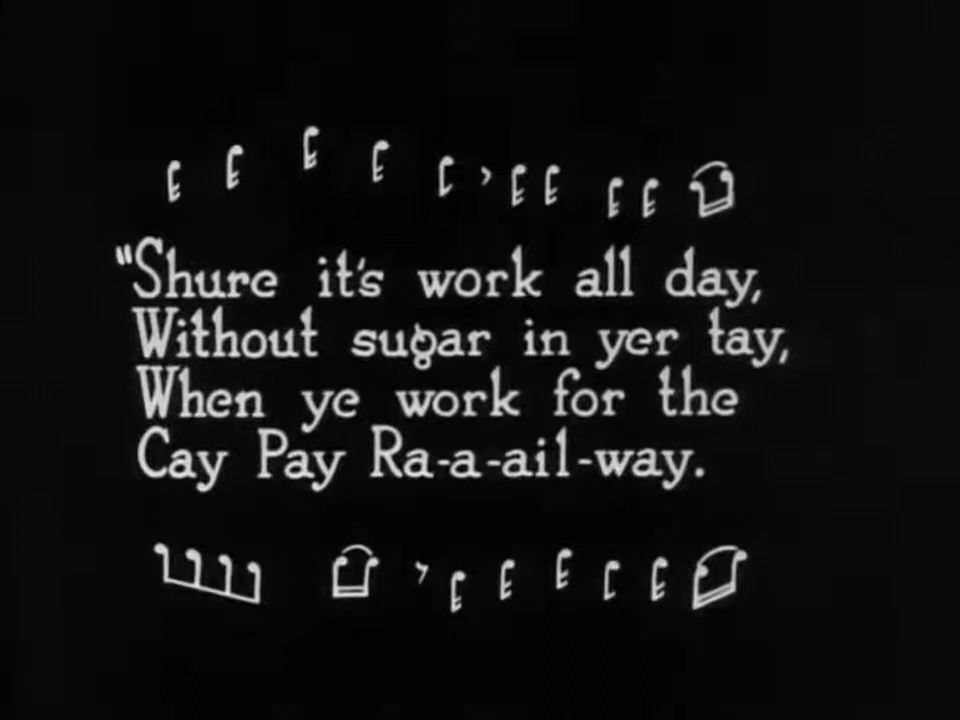 "Shure it's work all day,
Without sugar in yer tay,
When ye work for the
Cay Pay Ra-a-ail-way.